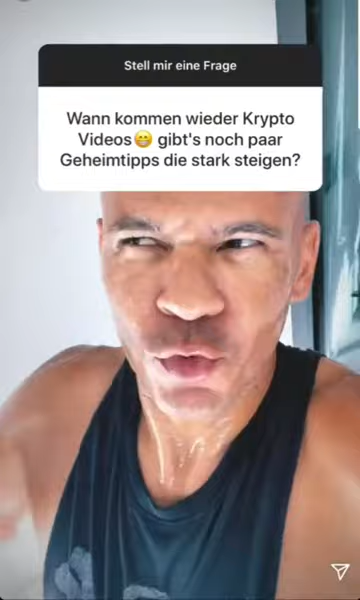 Stell mir eine Frage
Wann kommen wieder Krypto
Videos😁 gibt's noch paar
Geheimtipps die stark steigen?